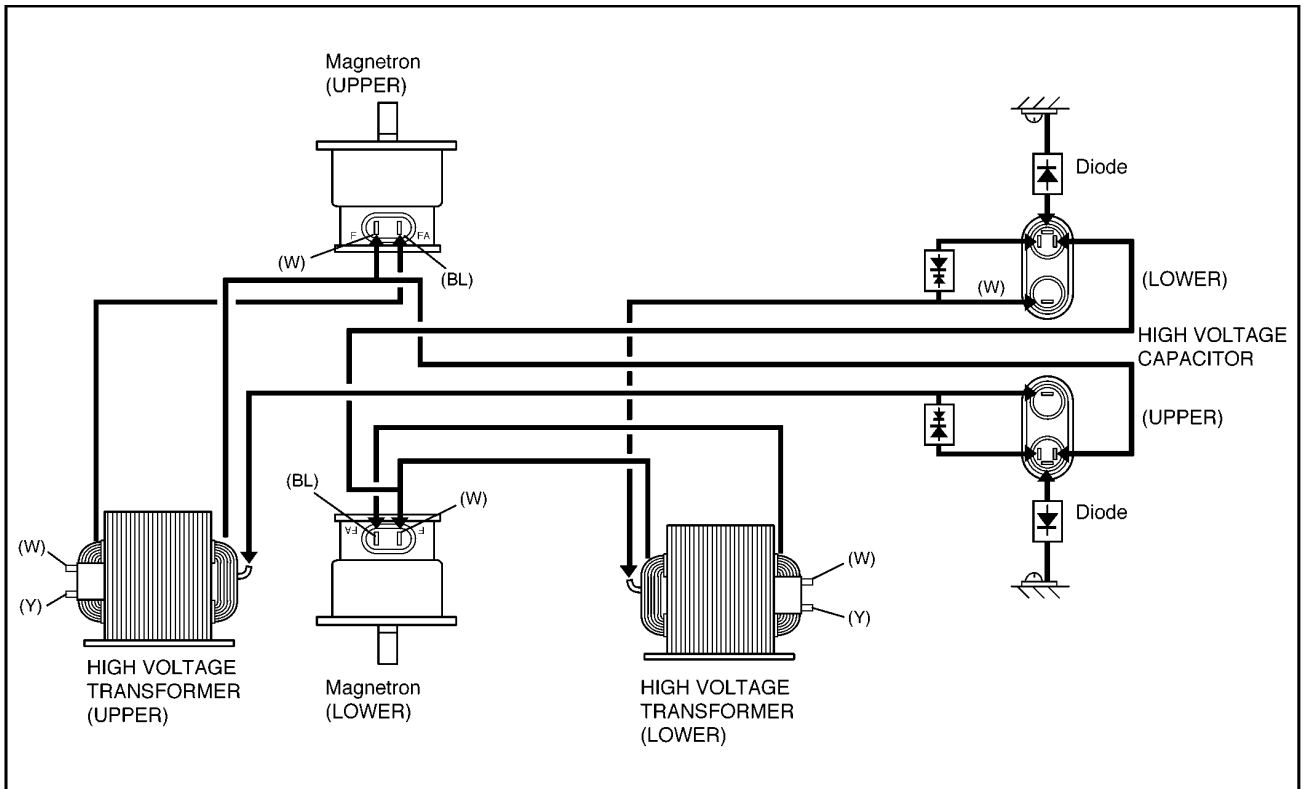 Magnetron
(UPPER)
Diode
F
FA
(W)
(BL)
(W)
(LOWER)
HIGH VOLTAGE
CAPACITOR
(UPPER)
(BL)
(W)
FA
F
Diode
(W)
(Y)
(W)
(Y)
HIGH VOLTAGE
TRANSFORMER
(UPPER)
Magnetron
(LOWER)
HIGH VOLTAGE
TRANSFORMER
(LOWER)